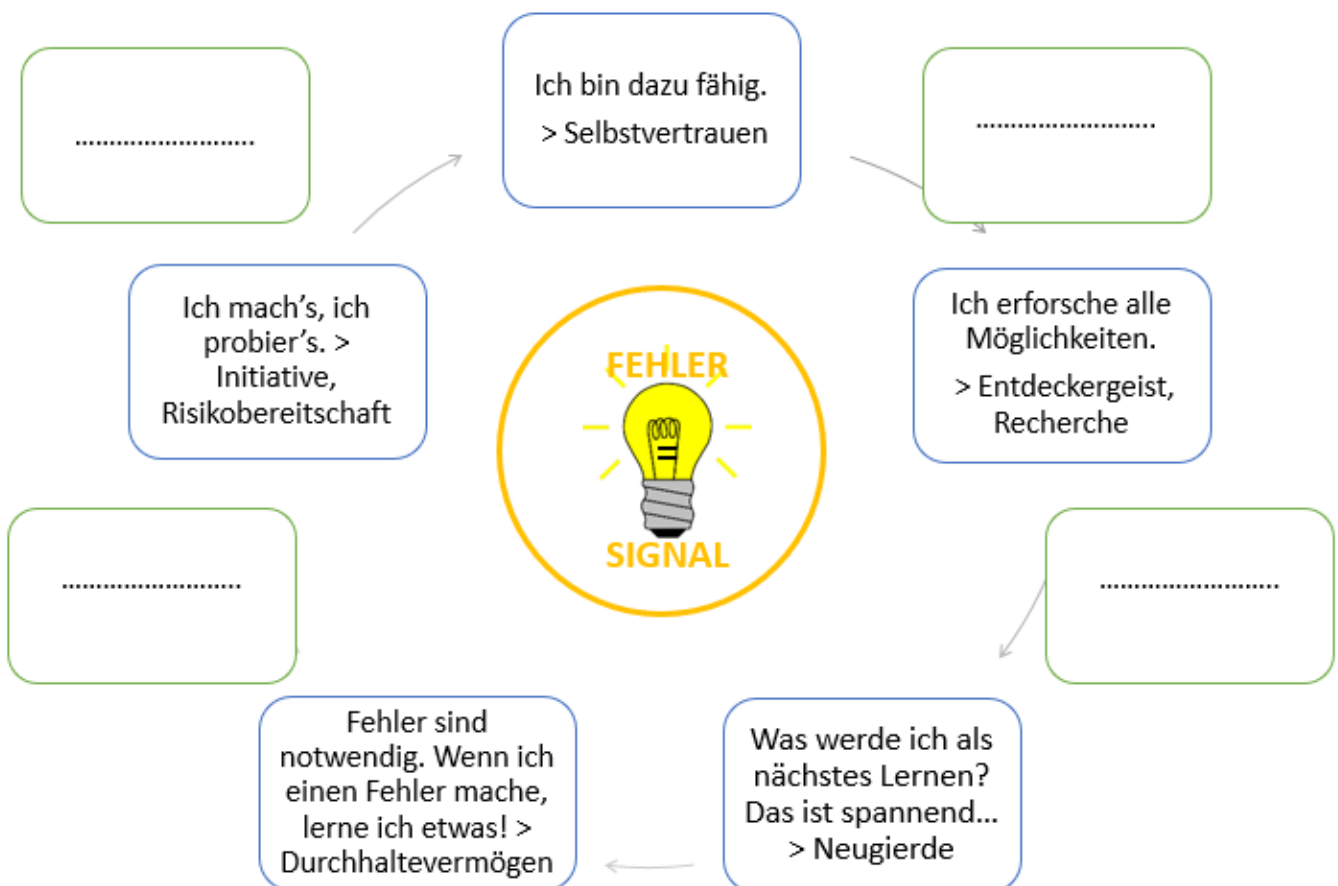 Ich bin dazu fähig.
> Selbstvertrauen
……………………..
……………………..
Ich mach’s, ich
probier’s. >
Initiative,
Risikobereitschaft
Ich erforsche alle
Möglichkeiten.
> Entdeckergeist,
Recherche
FEHLER
SIGNAL
……………………..
……………………..
Fehler sind
notwendig. Wenn ich
einen Fehler mache,
lerne ich etwas! >
Durchhaltevermögen
Was werde ich als
nächstes Lernen?
Das ist spannend…
> Neugierde